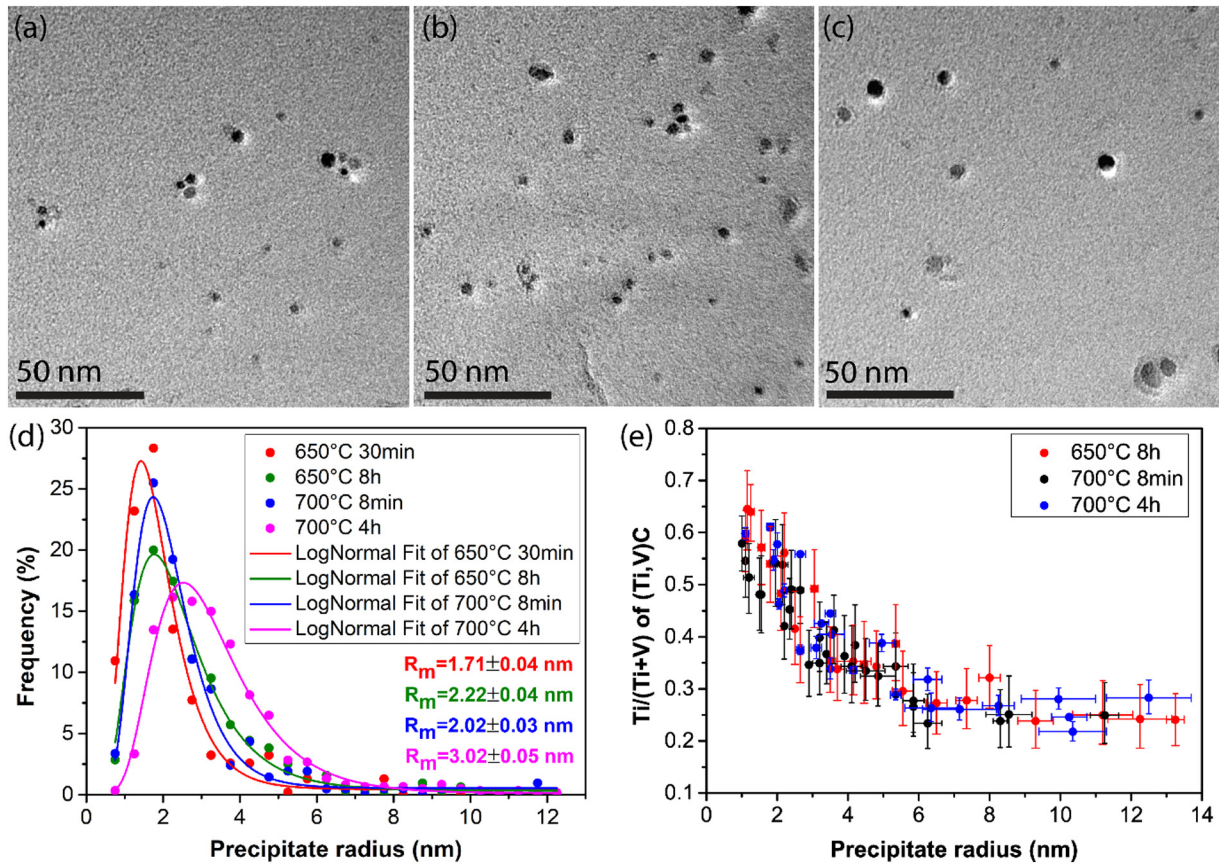 (a)
(b)
(c)
50 nm
50 nm
50 nm
(d)
30
25
20
15
10
5
0
Frequency (%)
650°C 30min
650°C 8h
700°C 8min
700°C 4h
LogNormal Fit of 650°C 30min
LogNormal Fit of 650°C 8h
LogNormal Fit of 700°C 8min
LogNormal Fit of 700°C 4h
Rm=1.71±0.04 nm
Rm=2.22±0.04 nm
Rm=2.02±0.03 nm
Rm=3.02±0.05 nm
0 2 4 6 8 10 12
Precipitate radius (nm)
(e)
0.8
0.7
0.6
0.5
0.4
0.3
0.2
0.1
Ti/(Ti+V) of (Ti,V)C
650°C 8h
700°C 8min
700°C 4h
0 2 4 6 8 10 12 14
Precipitate radius (nm)